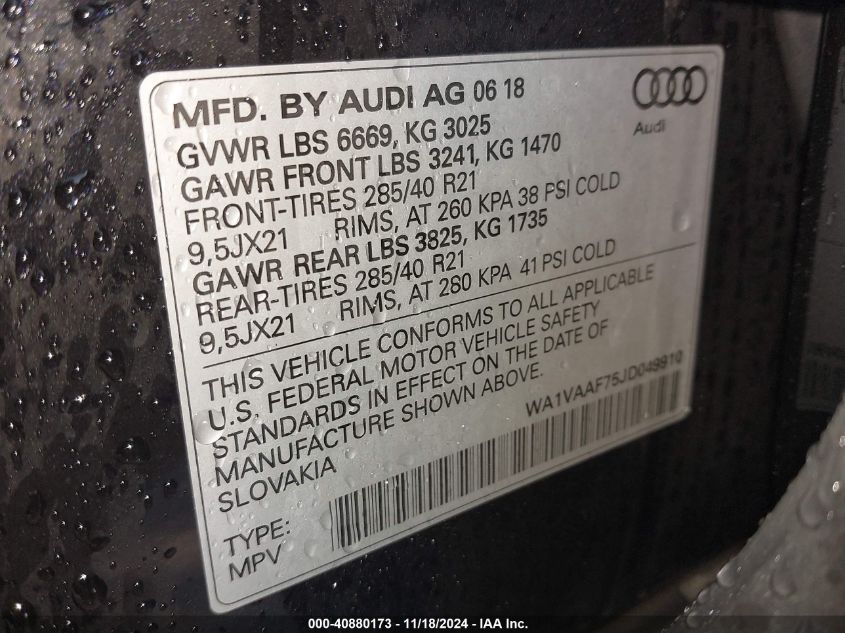 MFD. BY AUDI AG 06 18
Audi
GVWR LBS 6669, KG 3025
GAWR FRONT LBS 3241, KG 1470
FRONT-TIRES 285/40 R21
9,5JX21 RIMS, AT 260 KPA 38 PSI COLD
GAWR REAR LBS 3825, KG 1735
REAR-TIRES 285/40 R21
9,5JX21 RIMS, AT 280 KPA 41 PSI COLD
THIS VEHICLE CONFORMS TO ALL APPLICABLE
U.S. FEDERAL MOTOR VEHICLE SAFETY
STANDARDS IN EFFECT ON THE DATE OF
MANUFACTURE SHOWN ABOVE.
SLOVAKIA
WA1VAAF75JD049910
TYPE:
MPV
000-40880173 - 11/18/2024 - IAA Inc.